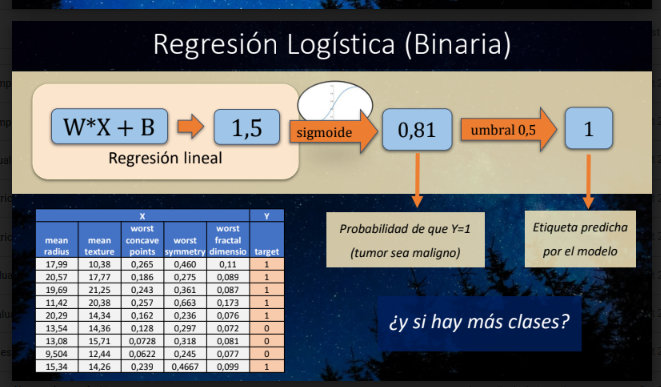 Regresión Logística (Binaria)
W*X + B
1,5
sigmoide
0,81
umbral 0,5
1
Regresión lineal
Probabilidad de que Y=1
(tumor sea maligno)
Etiqueta predicha
por el modelo
¿y si hay más clases?
X Y
mean radius mean texture worst concave points worst symmetry worst fractal dimensio target
17,99 10,38 0,265 0,460 0,11 1
20,57 17,77 0,186 0,275 0,089 1
19,69 21,25 0,243 0,361 0,087 1
11,42 20,38 0,257 0,663 0,173 1
20,29 14,34 0,162 0,236 0,076 1
13,54 14,36 0,128 0,297 0,072 0
13,08 15,71 0,0728 0,318 0,081 0
9,504 12,44 0,0622 0,245 0,077 0
15,34 14,26 0,239 0,4667 0,099 1